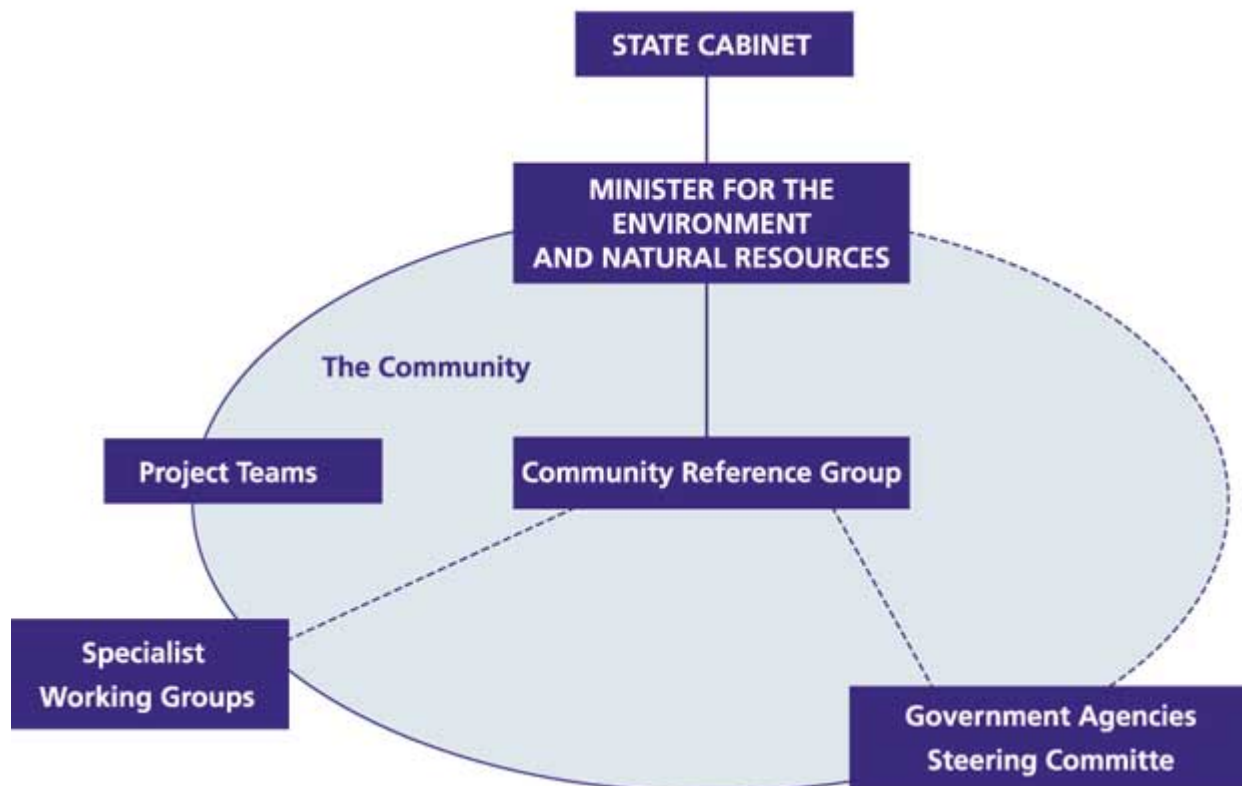 STATE CABINET
MINISTER FOR THE
ENVIRONMENT
AND NATURAL RESOURCES
The Community
Project Teams
Community Reference Group
Specialist
Working Groups
Government Agencies
Steering Committe